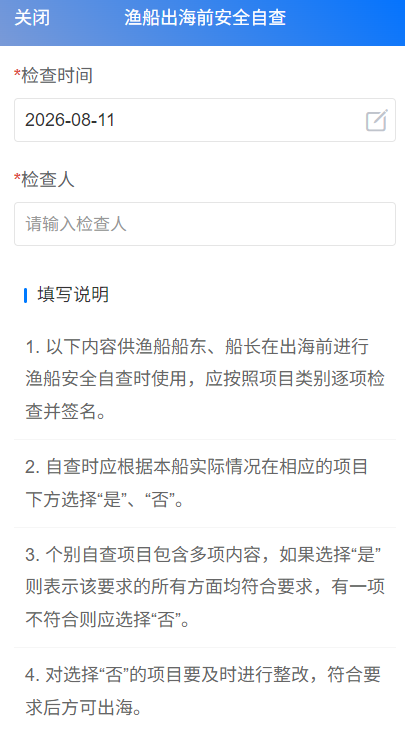 关闭 渔船出海前安全自查
*检查时间
2026-08-11
*检查人
请输入检查人
填写说明
1. 以下内容供渔船船东、船长在出海前进行
渔船安全自查时使用，应按照项目类别逐项检
查并签名。
2. 自查时应根据本船实际情况在相应的项目
下方选择“是”、“否”。
3. 个别自查项目包含多项内容，如果选择“是”
则表示该要求的所有方面均符合要求，有一项
不符合则应选择“否”。
4. 对选择“否”的项目要及时进行整改，符合要
求后方可出海。